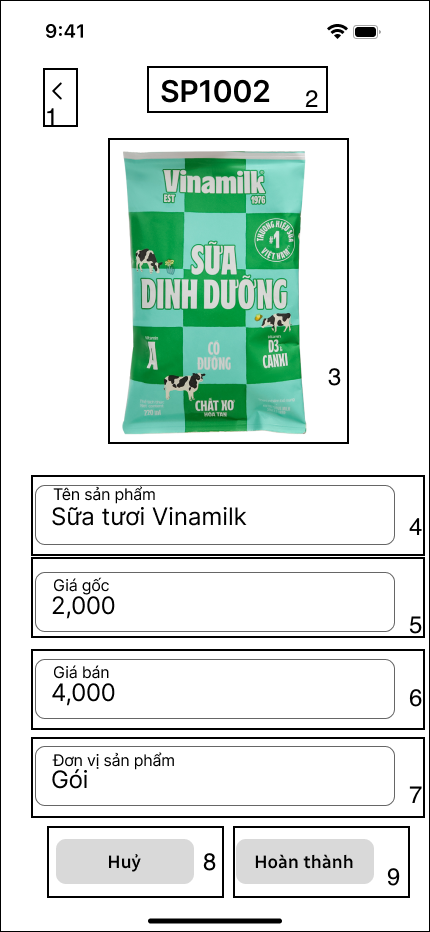 9:41
1
SP1002
2
Vinamilk
EST
1976
THƯƠNG HIỆU SỮA
#1
VIỆT NAM
SỮA
DINH DƯỠNG
A
CÓ
ĐƯỜNG
D3 &
CANXI
CHẤT XƠ
HÒA TAN
220 ml
3
Tên sản phẩm
Sữa tươi Vinamilk
4
Giá gốc
2,000
5
Giá bán
4,000
6
Đơn vị sản phẩm
Gói
7
Huỷ
8
Hoàn thành
9